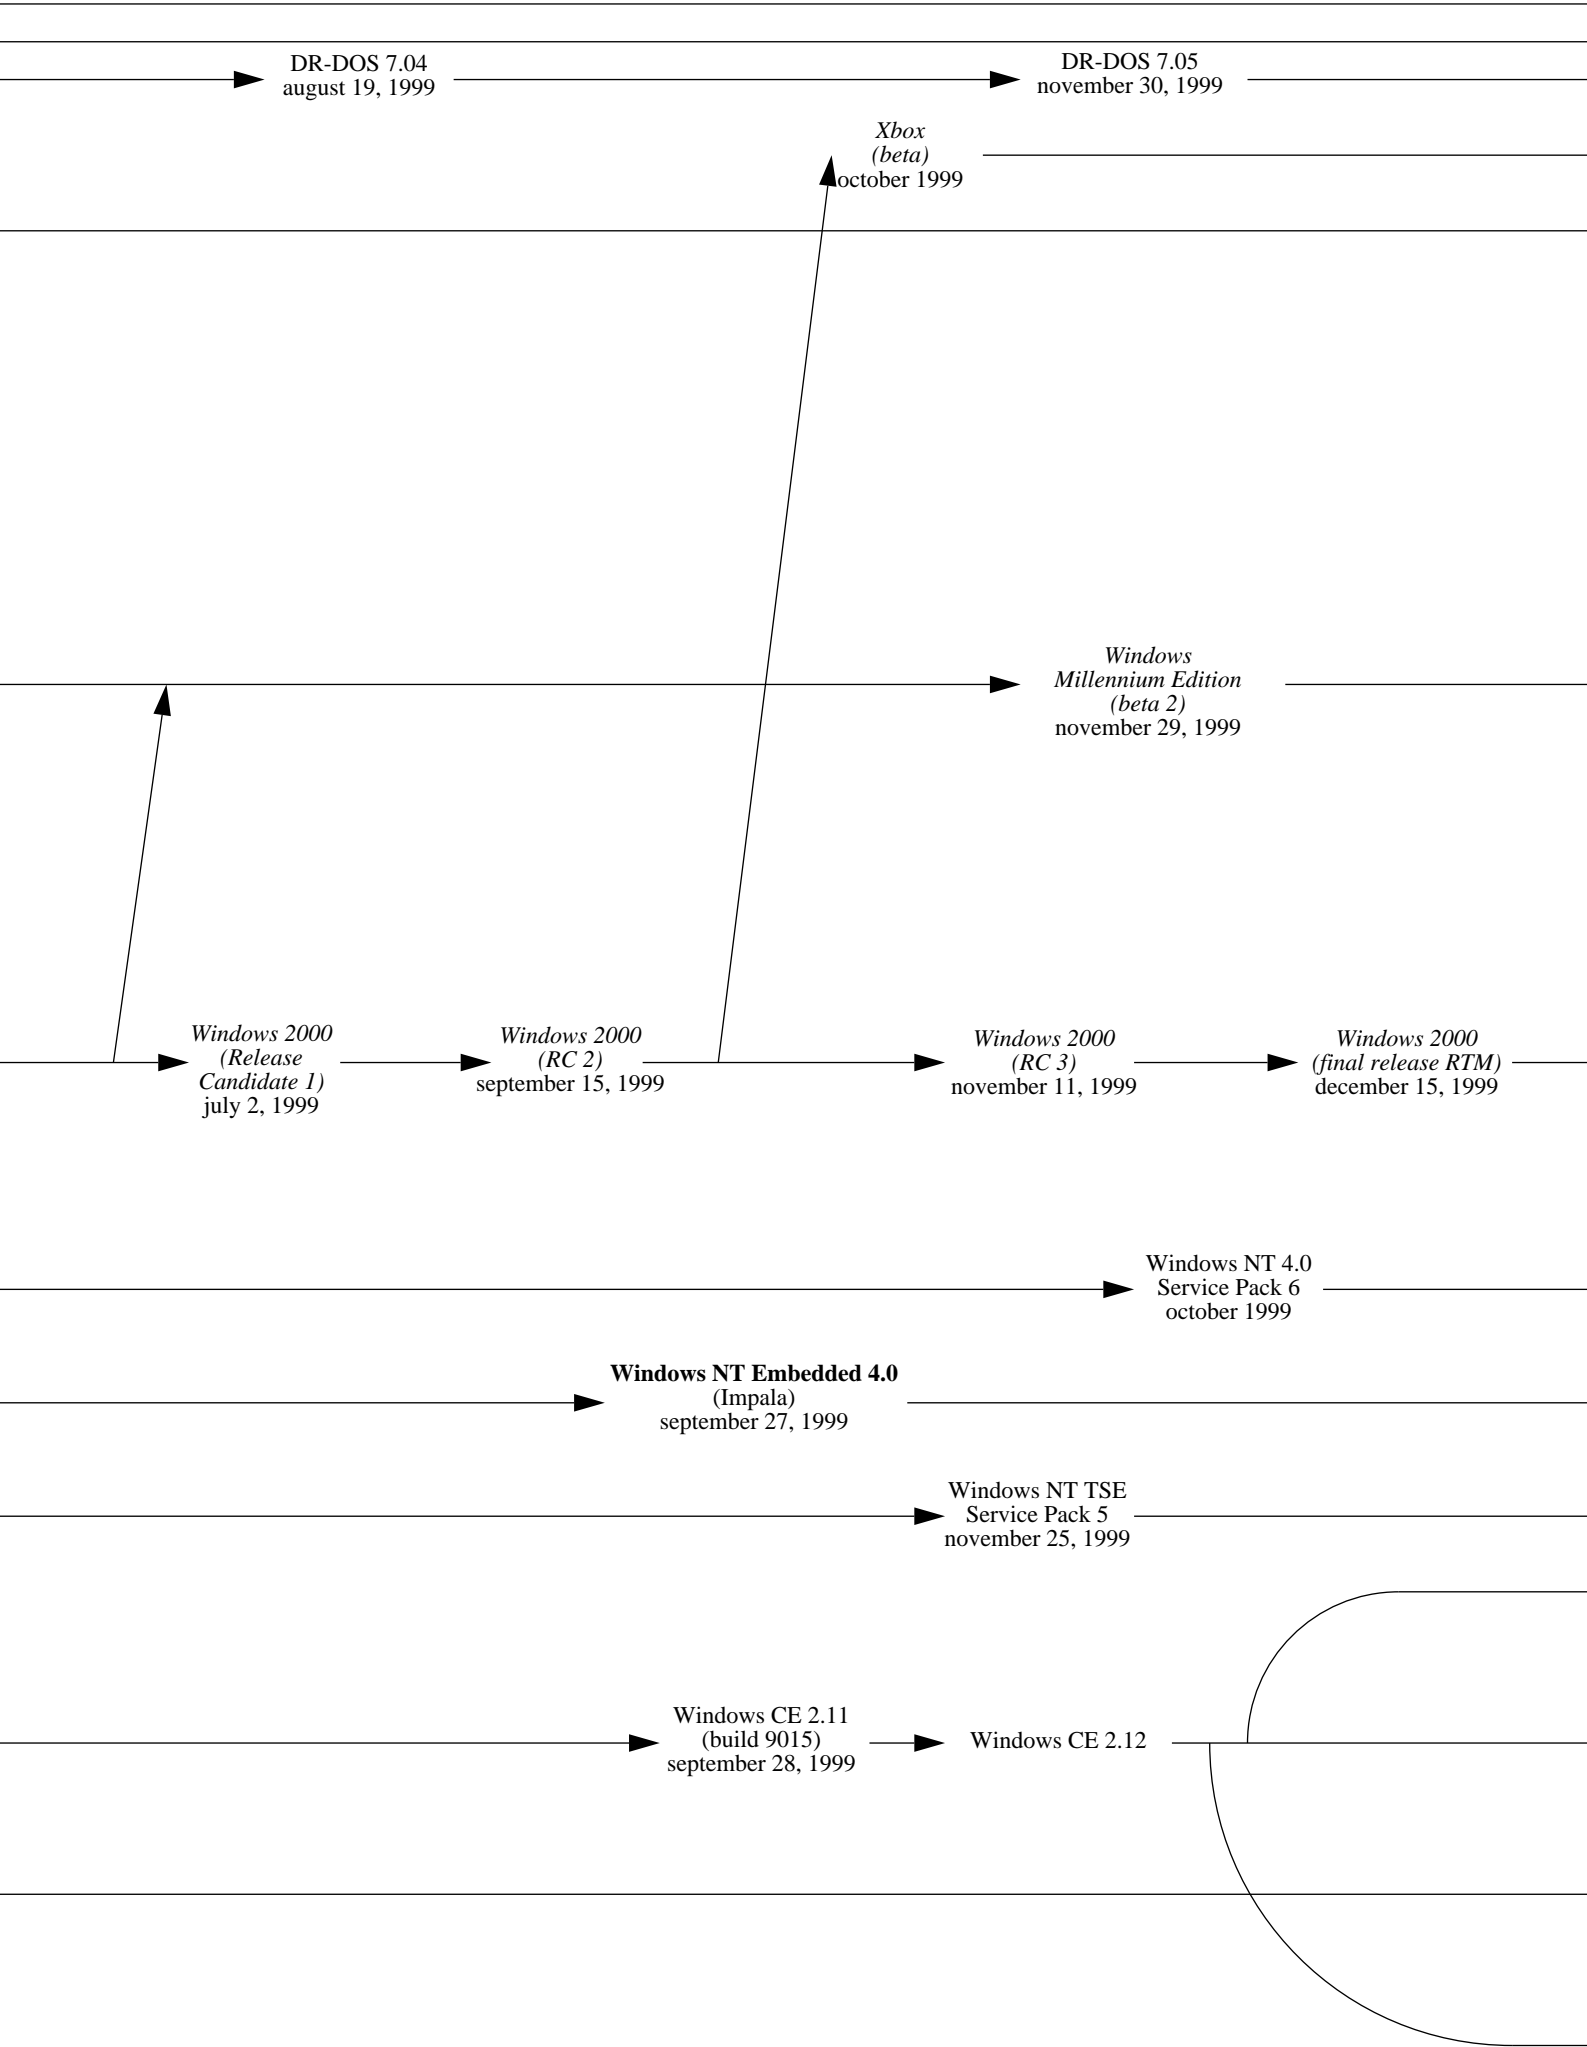 DR-DOS 7.04
august 19, 1999
DR-DOS 7.05
november 30, 1999
Xbox
(beta)
october 1999
Windows
Millennium Edition
(beta 2)
november 29, 1999
Windows 2000
(Release
Candidate 1)
july 2, 1999
Windows 2000
(RC 2)
september 15, 1999
Windows 2000
(RC 3)
november 11, 1999
Windows 2000
(final release RTM)
december 15, 1999
Windows NT 4.0
Service Pack 6
october 1999
Windows NT Embedded 4.0
(Impala)
september 27, 1999
Windows NT TSE
Service Pack 5
november 25, 1999
Windows CE 2.11
(build 9015)
september 28, 1999
Windows CE 2.12